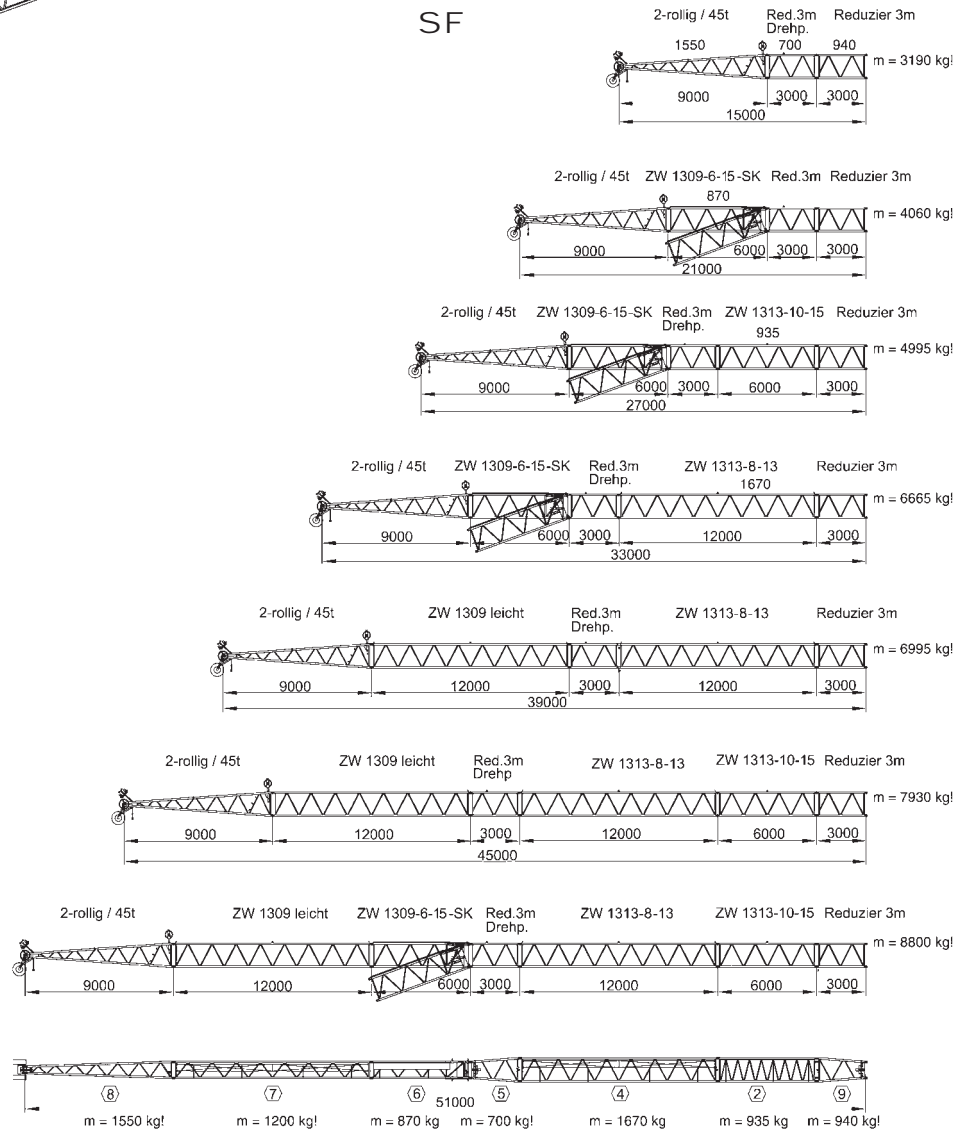 SF
2-rollig / 45t Red.3m Reduzier 3m
Drehp.
1550 700 940
m = 3190 kg!
9000 3000 3000
15000
2-rollig / 45t ZW 1309-6-15-SK Red.3m Reduzier 3m
870
m = 4060 kg!
9000 6000 3000 3000
21000
2-rollig / 45t ZW 1309-6-15-SK Red.3m ZW 1313-10-15 Reduzier 3m
Drehp.
935
m = 4995 kg!
9000 6000 3000 6000 3000
27000
2-rollig / 45t ZW 1309-6-15-SK Red.3m ZW 1313-8-13 Reduzier 3m
Drehp.
1670
m = 6665 kg!
9000 6000 3000 12000 3000
33000
2-rollig / 45t ZW 1309 leicht Red.3m ZW 1313-8-13 Reduzier 3m
Drehp.
m = 6995 kg!
9000 12000 3000 12000 3000
39000
2-rollig / 45t ZW 1309 leicht Red.3m ZW 1313-8-13 ZW 1313-10-15 Reduzier 3m
Drehp
m = 7930 kg!
9000 12000 3000 12000 6000 3000
45000
2-rollig / 45t ZW 1309 leicht ZW 1309-6-15-SK Red.3m ZW 1313-8-13 ZW 1313-10-15 Reduzier 3m
Drehp.
m = 8800 kg!
9000 12000 6000 3000 12000 6000 3000
8 7 6 5 4 2 9
51000
m = 1550 kg! m = 1200 kg! m = 870 kg m = 700 kg! m = 1670 kg m = 935 kg m = 940 kg!